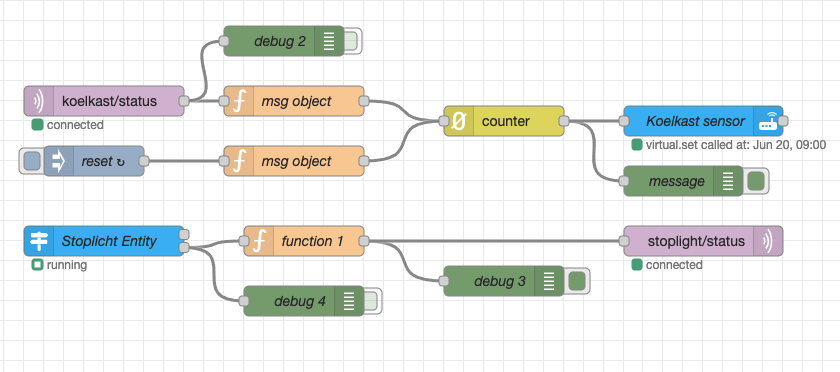 debug 2
koelkast/status
connected
msg object
counter
Koelkast sensor
virtual.set called at: Jun 20, 09:00
reset ↻
msg object
message
Stoplicht Entity
running
function 1
stoplight/status
connected
debug 3
debug 4